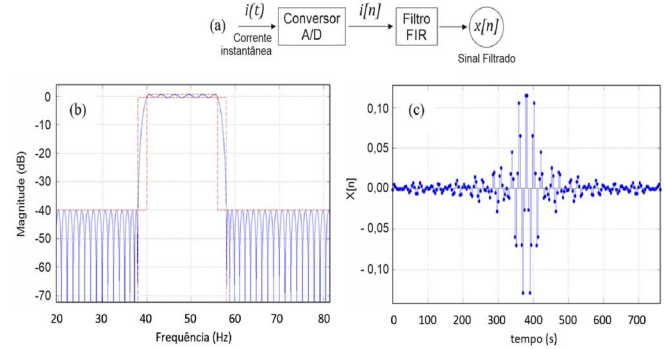 (a)
i(t)
Corrente
instantânea
Conversor
A/D
i[n]
Filtro
FIR
x[n]
Sinal Filtrado
(b)
Magnitude (dB)
0
-10
-20
-30
-40
-50
-60
-70
20
30
40
50
60
70
80
Frequência (Hz)
(c)
X[n]
0,10
0,05
0,00
- 0,05
- 0,10
0
100
200
300
400
500
600
700
tempo (s)